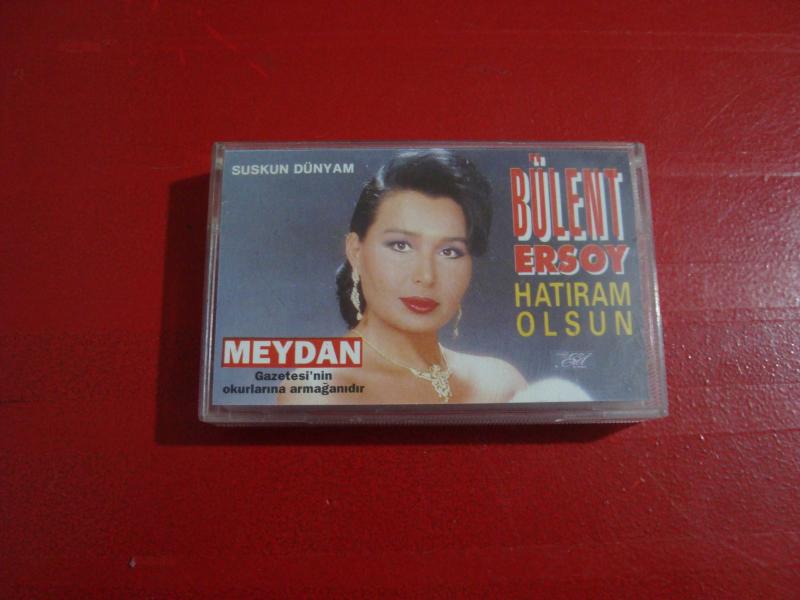 SUSKUN DÜNYAM
BÜLENT
ERSOY
HATIRAM
OLSUN
MEYDAN
Gazetesi'nin
okurlarına armağanıdır